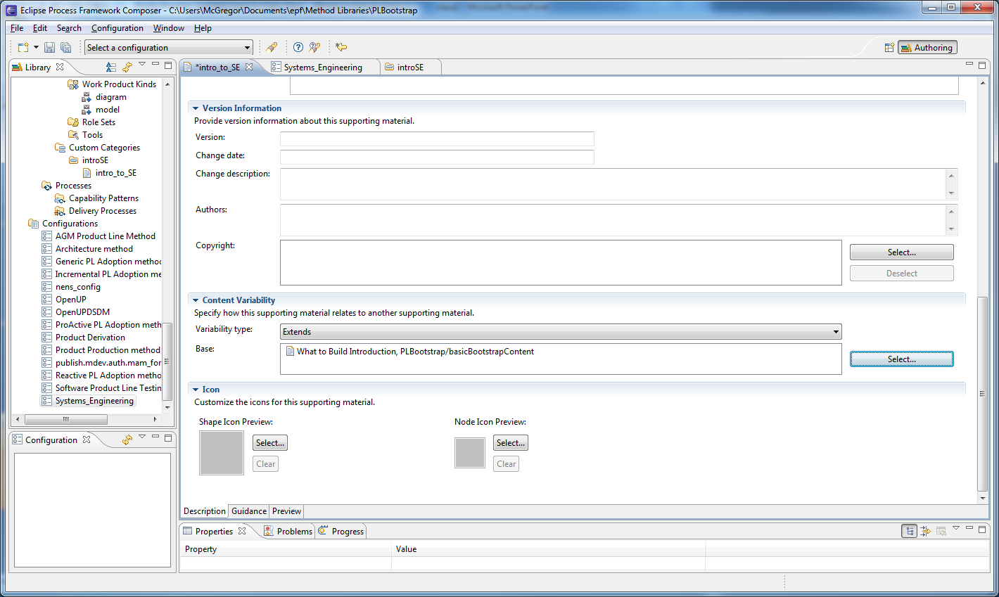 Eclipse Process Framework Composer - C:\Users\McGregor\Documents\epf\Method Libraries\PLBootstrap
File Edit Search Configuration Window Help
Select a configuration
Authoring
Library
Work Product Kinds
diagram
model
Role Sets
Tools
Custom Categories
introSE
intro_to_SE
Processes
Capability Patterns
Delivery Processes
Configurations
AGM Product Line Method
Architecture method
Generic PL Adoption method
Incremental PL Adoption me
nens_config
OpenUP
OpenUPDSDM
ProActive PL Adoption meth
Product Derivation
Product Production method
publish.mdev.auth.mam_for
Reactive PL Adoption metho
Software Product Line Testin
Systems_Engineering
Configuration
*intro_to_SE Systems_Engineering introSE
Version Information
Provide version information about this supporting material.
Version:
Change date:
Change description:
Authors:
Copyright:
Select...
Deselect
Content Variability
Specify how this supporting material relates to another supporting material.
Variability type: Extends
Base: What to Build Introduction, PLBootstrap/basicBootstrapContent
Select...
Icon
Customize the icons for this supporting material.
Shape Icon Preview: Node Icon Preview:
Select... Select...
Clear Clear
Description Guidance Preview
Properties Problems Progress
Property Value